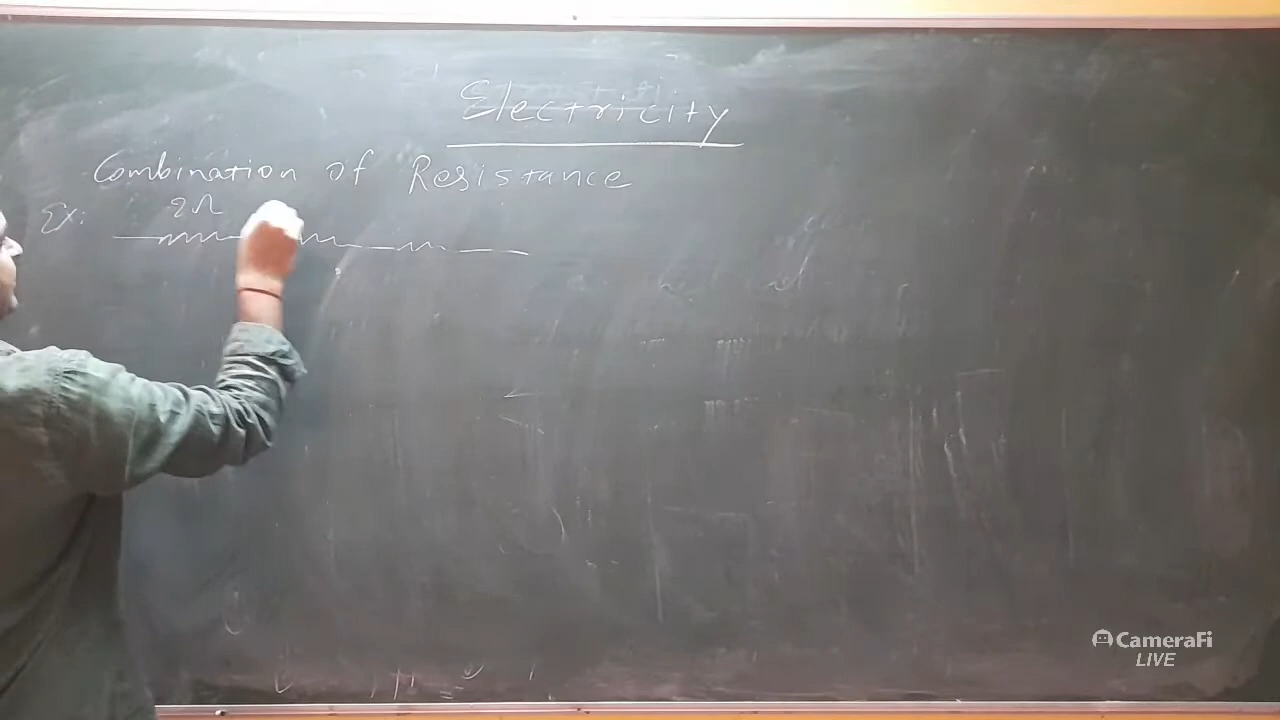 Electricity
Combination of Resistance
Ex:
2Ω
CameraFi
LIVE